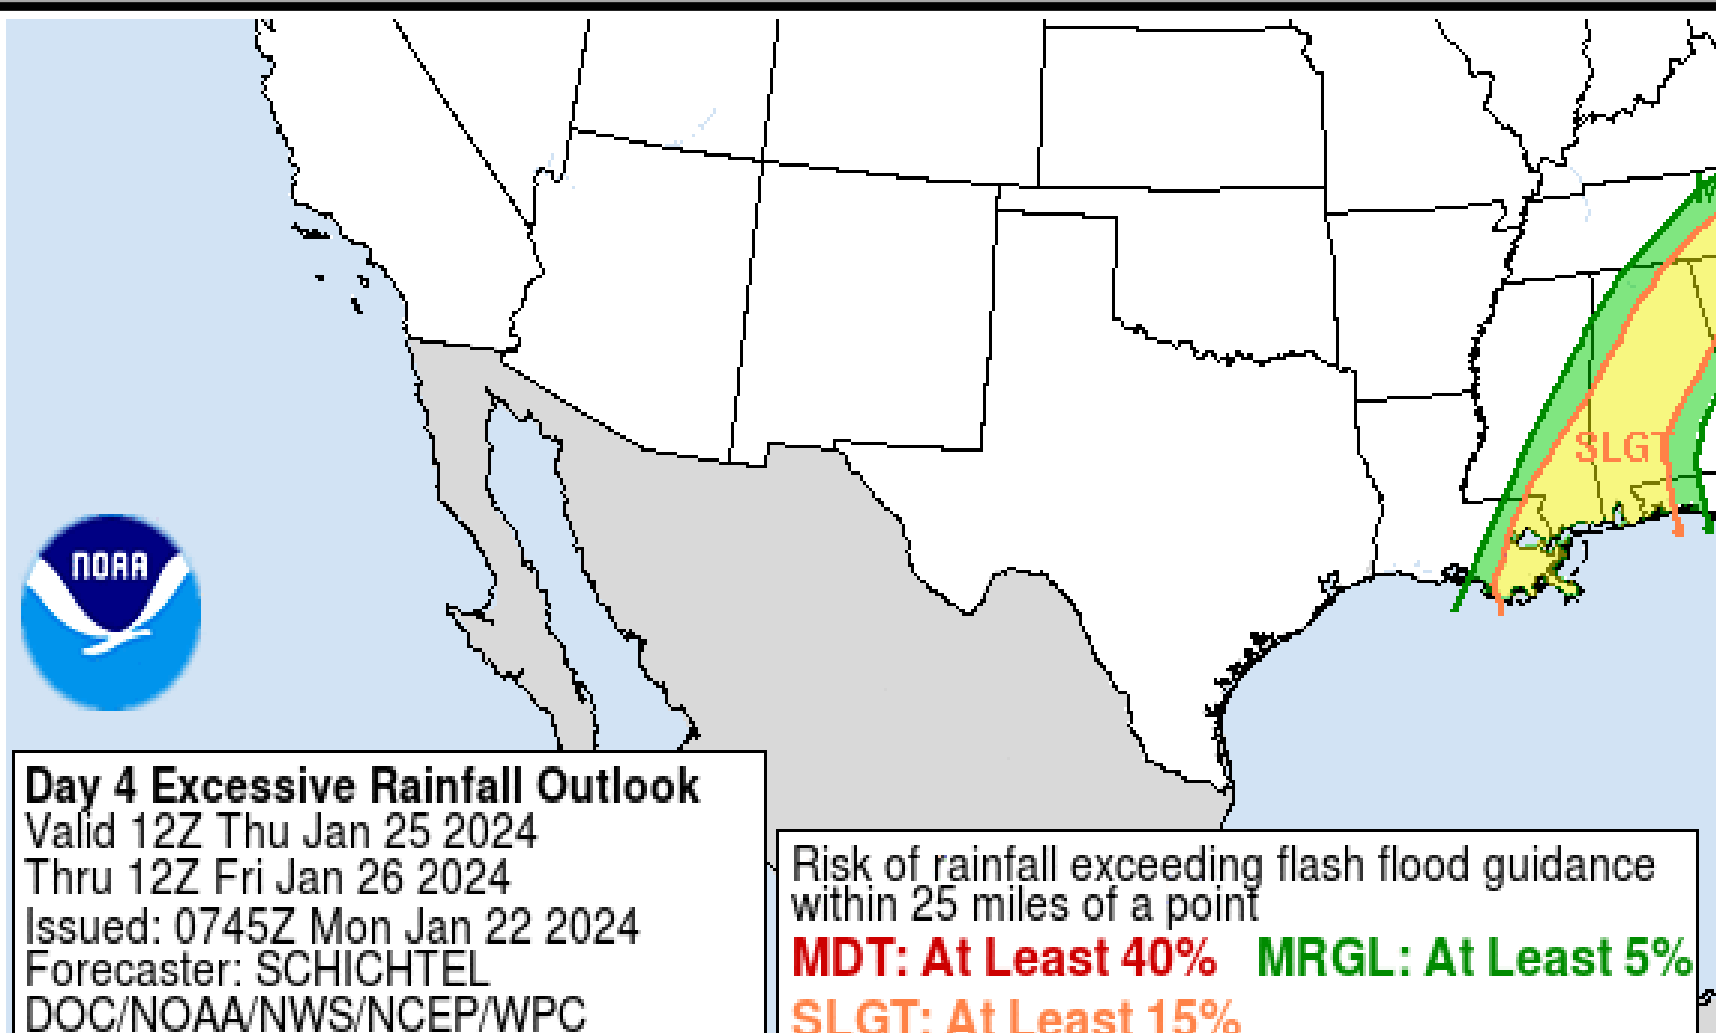 SLGT
NOAA
Day 4 Excessive Rainfall Outlook
Valid 12Z Thu Jan 25 2024
Thru 12Z Fri Jan 26 2024
Issued: 0745Z Mon Jan 22 2024
Forecaster: SCHICHTEL
DOC/NOAA/NWS/NCEP/WPC
Risk of rainfall exceeding flash flood guidance
within 25 miles of a point
MDT: At Least 40% MRGL: At Least 5%
SLGT: At Least 15%